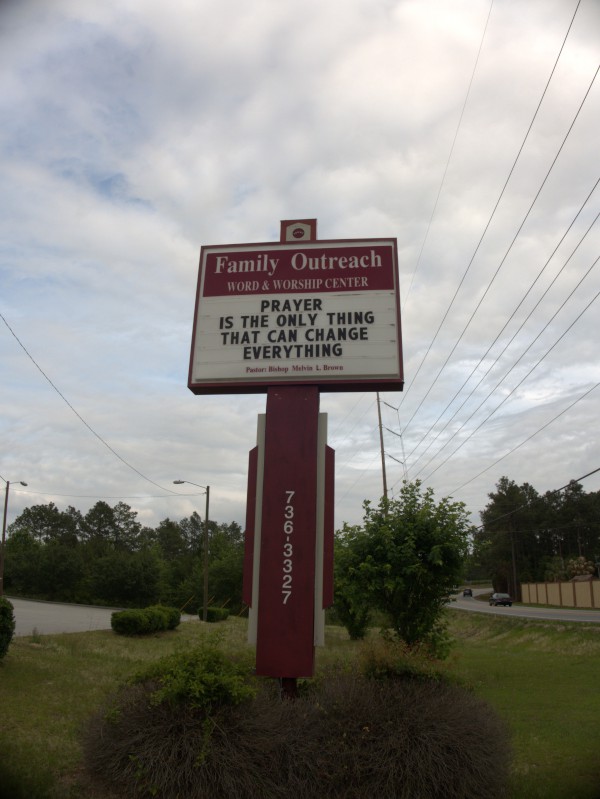 Family Outreach
WORD & WORSHIP CENTER
PRAYER
IS THE ONLY THING
THAT CAN CHANGE
EVERYTHING
Pastor: Bishop Melvin L. Brown
736-3327